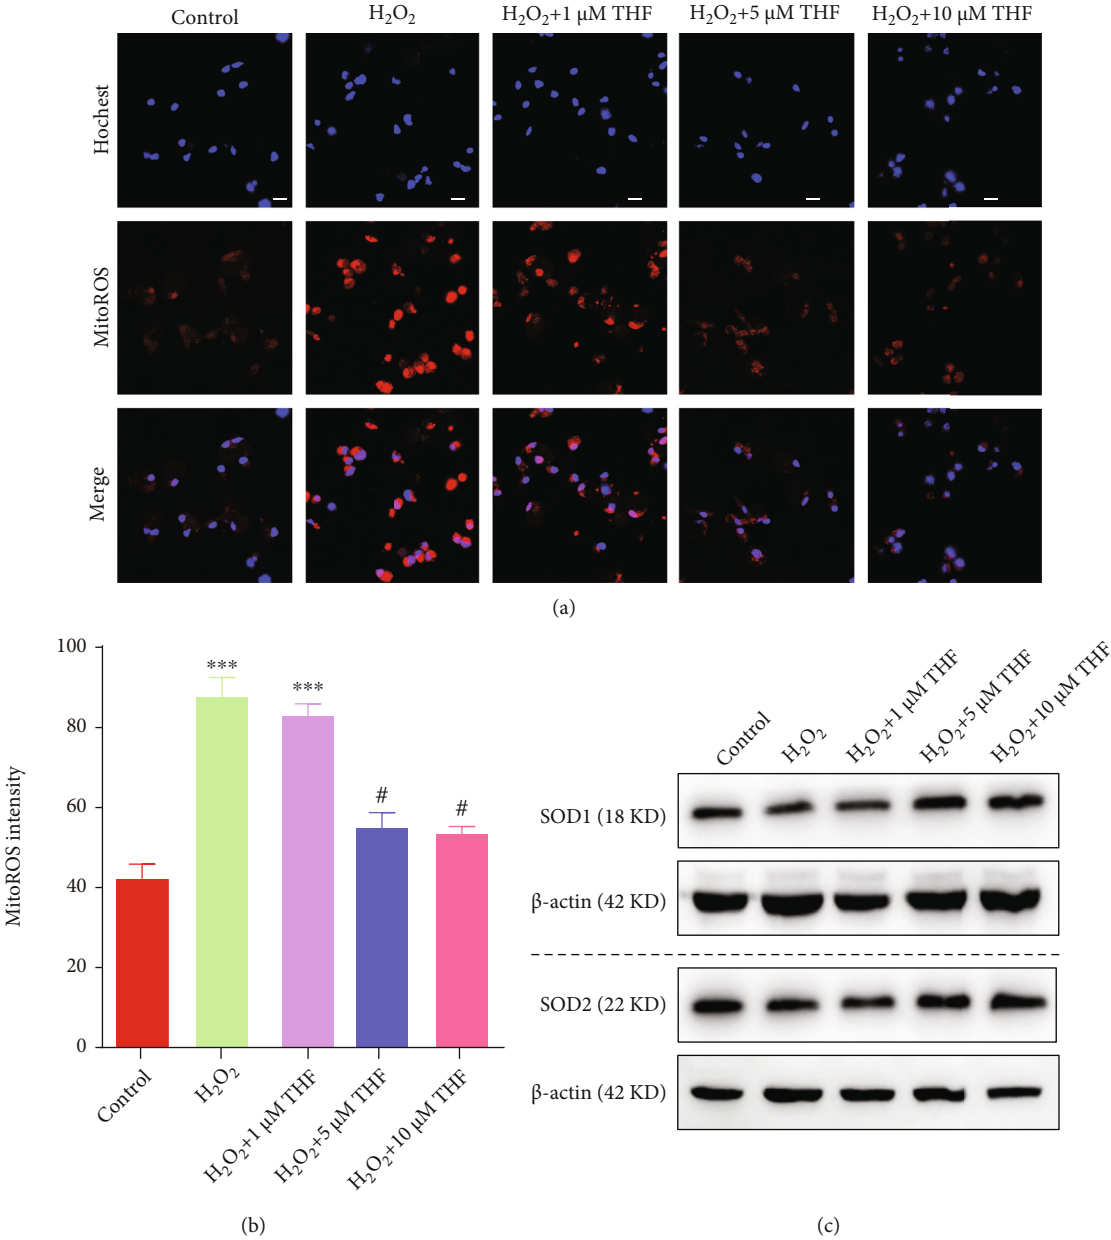 Control
H₂O₂
H₂O₂+1 μM THF
H₂O₂+5 μM THF
H₂O₂+10 μM THF
Hochest
MitoROS
Merge
(a)
MitoROS intensity
100
80
60
40
20
0
***
***
#
#
Control
H₂O₂
H₂O₂+1 μM THF
H₂O₂+5 μM THF
H₂O₂+10 μM THF
(b)
Control
H₂O₂
H₂O₂+1 μM THF
H₂O₂+5 μM THF
H₂O₂+10 μM THF
SOD1 (18 KD)
β-actin (42 KD)
SOD2 (22 KD)
β-actin (42 KD)
(c)